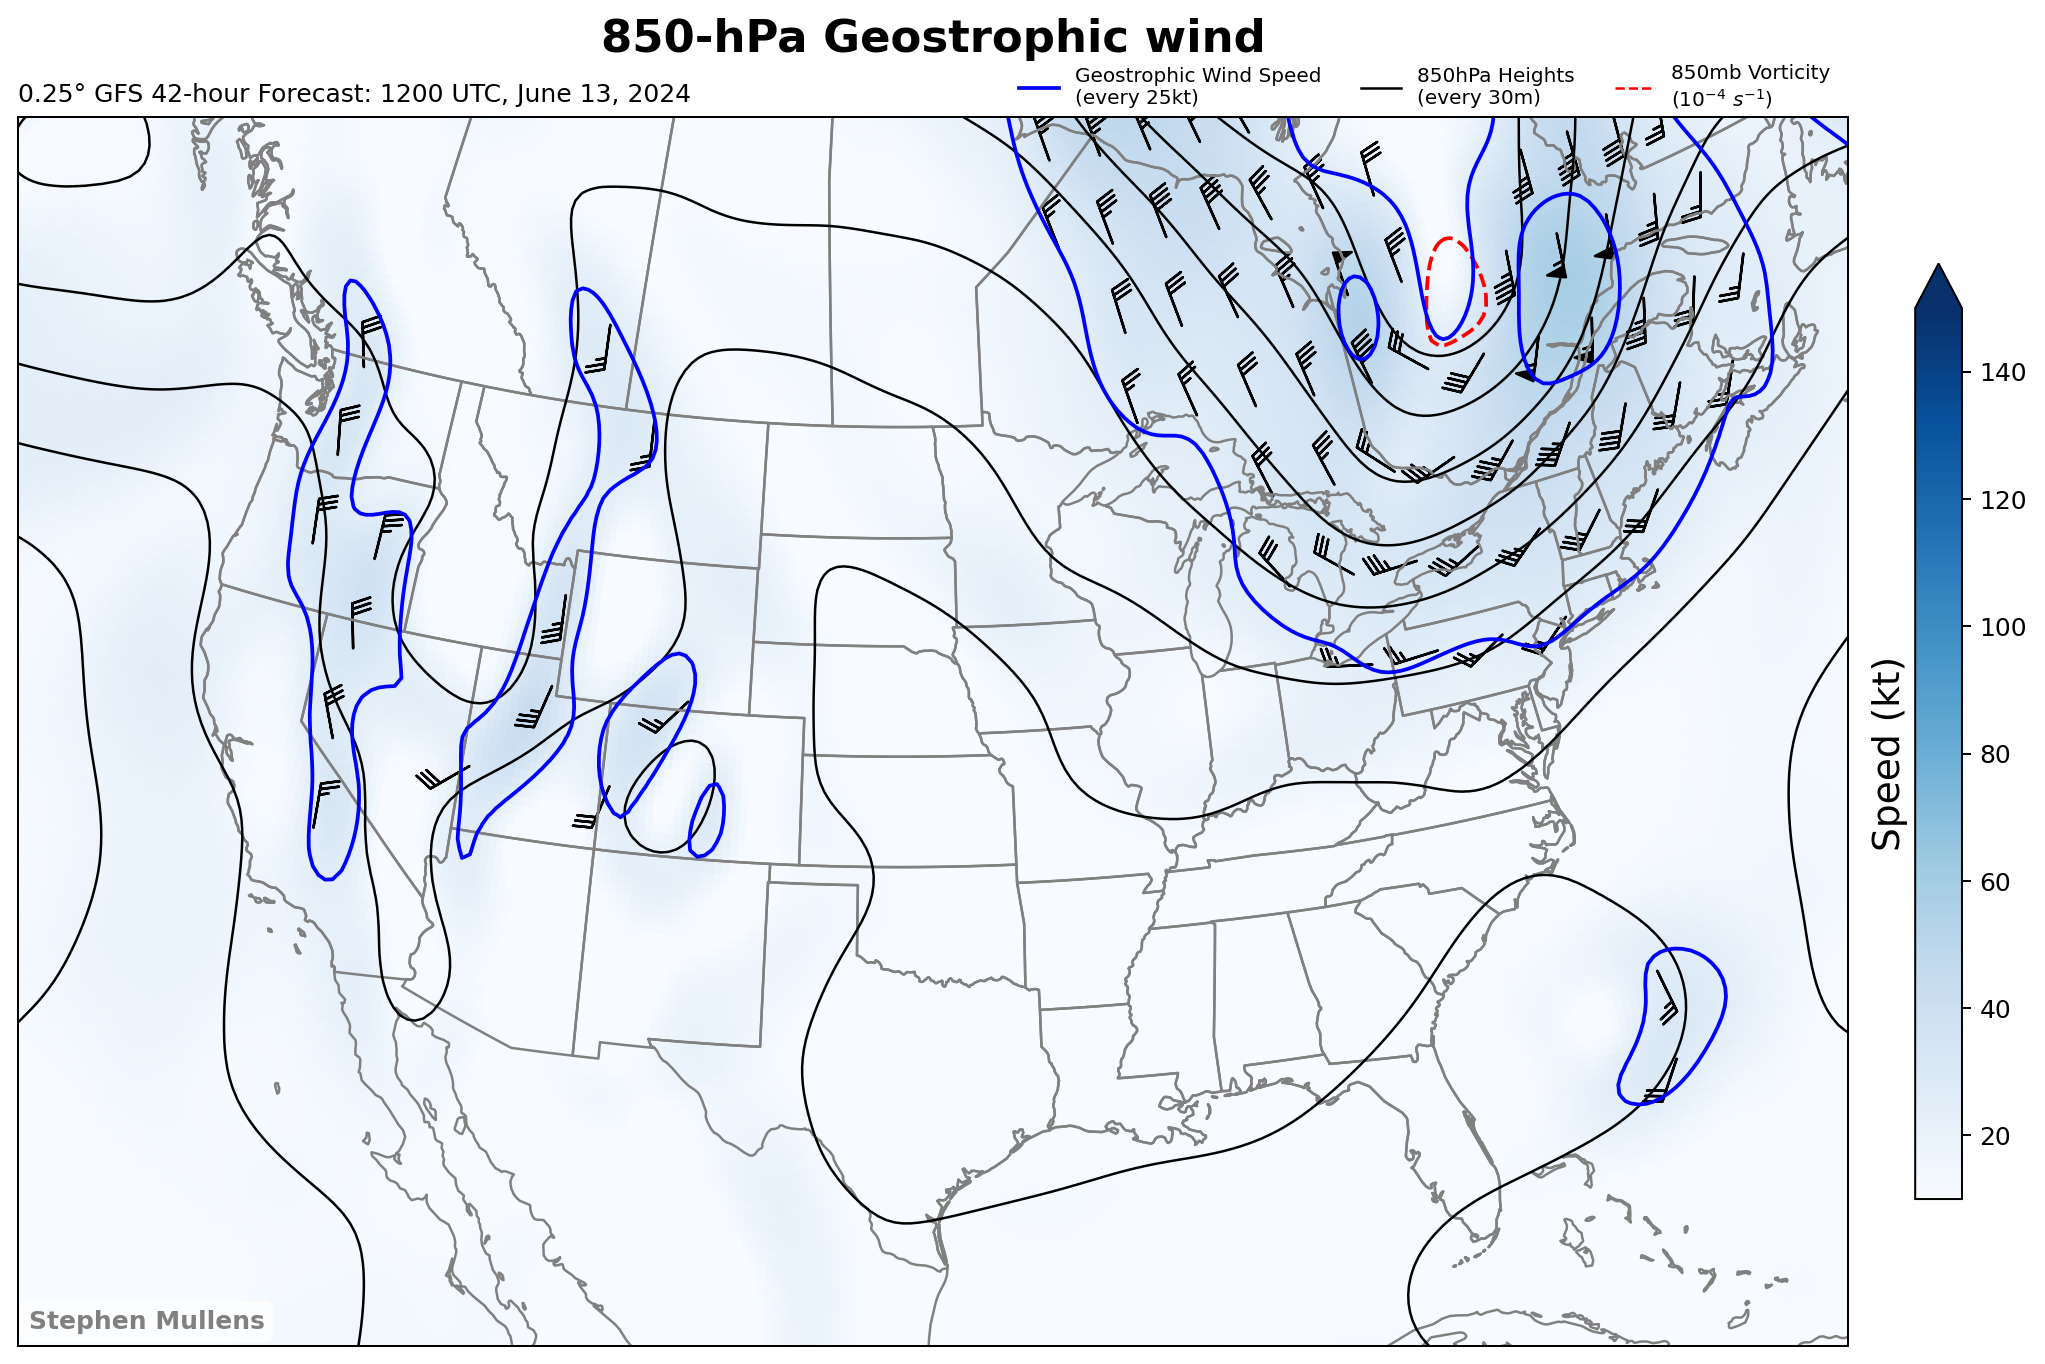 850-hPa Geostrophic wind
0.25° GFS 42-hour Forecast: 1200 UTC, June 13, 2024
Geostrophic Wind Speed
(every 25kt)
850hPa Heights
(every 30m)
850mb Vorticity
(10⁻⁴ s⁻¹)
140
120
100
80
60
40
20
Speed (kt)
Stephen Mullens